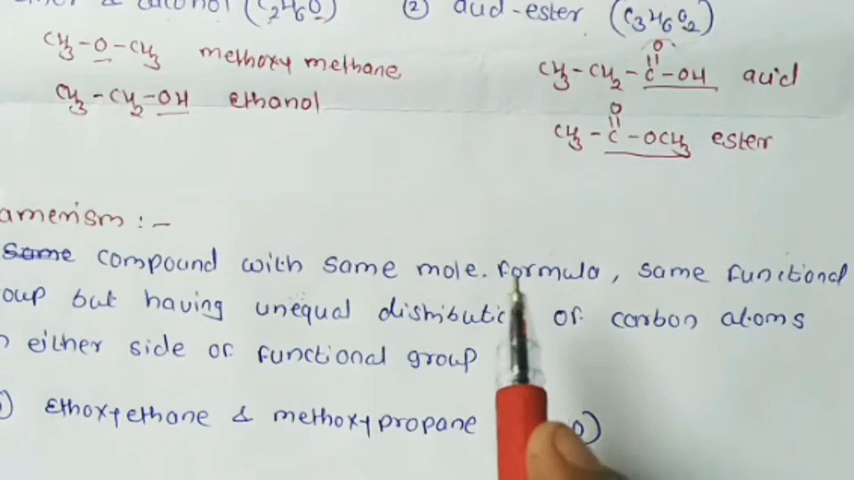 alcohol (C2H6O)
② acid-ester (C3H6O2)
CH3-O-CH3 methoxy methane
CH3-CH2-OH ethanol
O
CH3-CH2-C-OH acid
O
CH3-C-OCH3 ester
amerism :-
Some compound with same mole. formula, same functional
oup but having unequal distributio of carbon atoms
n either side of functional group
) Ethoxyethane & methoxypropane